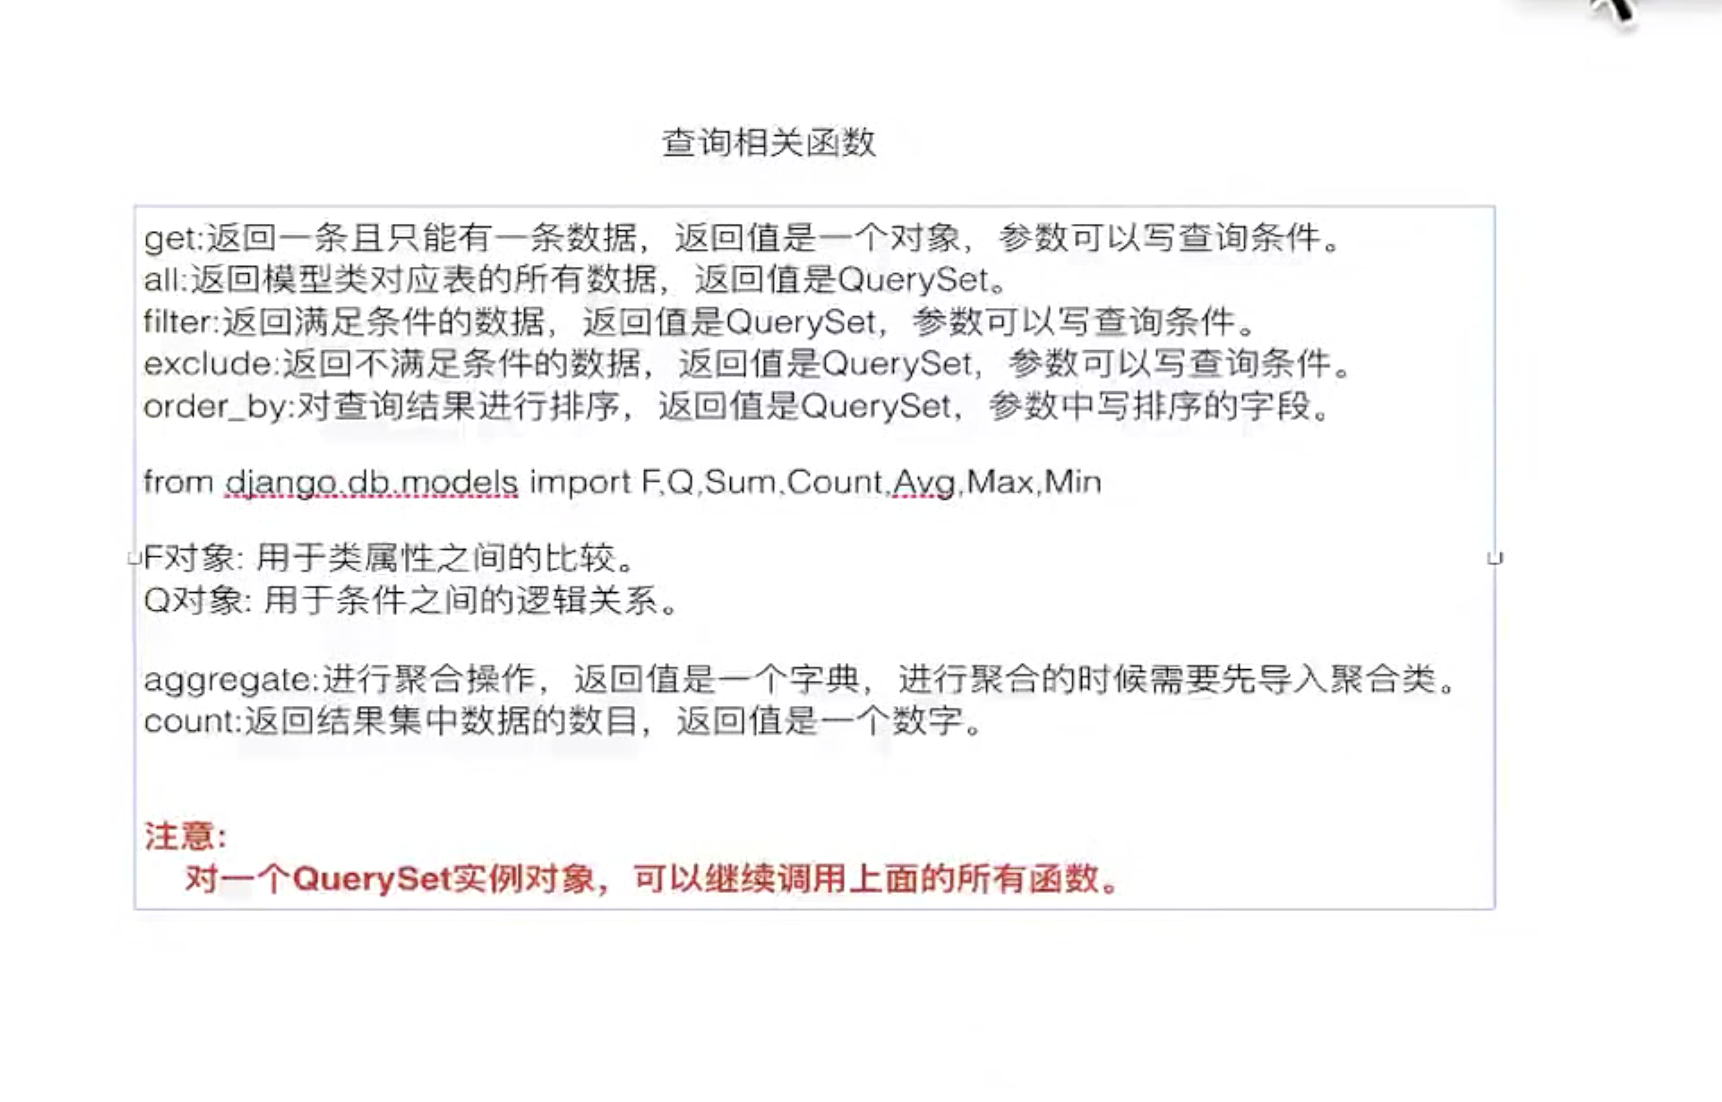 查询相关函数
get:返回一条且只能有一条数据，返回值是一个对象，参数可以写查询条件。
all:返回模型类对应表的所有数据，返回值是QuerySet。
filter:返回满足条件的数据，返回值是QuerySet，参数可以写查询条件。
exclude:返回不满足条件的数据，返回值是QuerySet，参数可以写查询条件。
order_by:对查询结果进行排序，返回值是QuerySet，参数中写排序的字段。
from django.db.models import F,Q,Sum,Count,Avg,Max,Min
F对象: 用于类属性之间的比较。
Q对象: 用于条件之间的逻辑关系。
aggregate:进行聚合操作，返回值是一个字典，进行聚合的时候需要先导入聚合类。
count:返回结果集中数据的数目，返回值是一个数字。
注意:
对一个QuerySet实例对象，可以继续调用上面的所有函数。